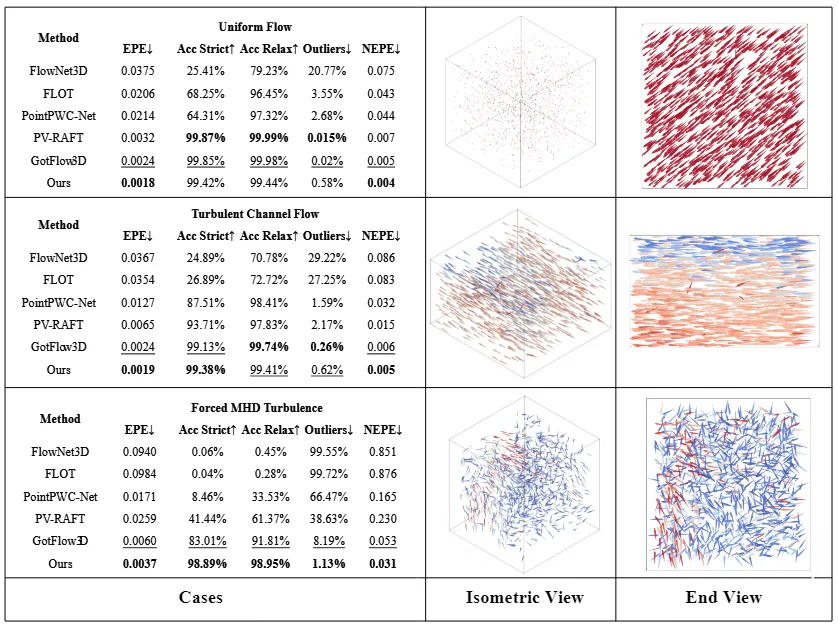 Uniform Flow
Method EPE↓ Acc Strict↑ Acc Relax↑ Outliers↓ NEPE↓
FlowNet3D 0.0375 25.41% 79.23% 20.77% 0.075
FLOT 0.0206 68.25% 96.45% 3.55% 0.043
PointPWC-Net 0.0214 64.31% 97.32% 2.68% 0.044
PV-RAFT 0.0032 99.87% 99.99% 0.015% 0.007
GotFlow3D 0.0024 99.85% 99.98% 0.02% 0.005
Ours 0.0018 99.42% 99.44% 0.58% 0.004
Turbulent Channel Flow
Method EPE↓ Acc Strict↑ Acc Relax↑ Outliers↓ NEPE↓
FlowNet3D 0.0367 24.89% 70.78% 29.22% 0.086
FLOT 0.0354 26.89% 72.72% 27.25% 0.083
PointPWC-Net 0.0127 87.51% 98.41% 1.59% 0.032
PV-RAFT 0.0065 93.71% 97.83% 2.17% 0.015
GotFlow3D 0.0024 99.13% 99.74% 0.26% 0.006
Ours 0.0019 99.38% 99.41% 0.62% 0.005
Forced MHD Turbulence
Method EPE↓ Acc Strict↑ Acc Relax↑ Outliers↓ NEPE↓
FlowNet3D 0.0940 0.06% 0.45% 99.55% 0.851
FLOT 0.0984 0.04% 0.28% 99.72% 0.876
PointPWC-Net 0.0171 8.46% 33.53% 66.47% 0.165
PV-RAFT 0.0259 41.44% 61.37% 38.63% 0.230
GotFlow3D 0.0060 83.01% 91.81% 8.19% 0.053
Ours 0.0037 98.89% 98.95% 1.13% 0.031
Cases Isometric View End View